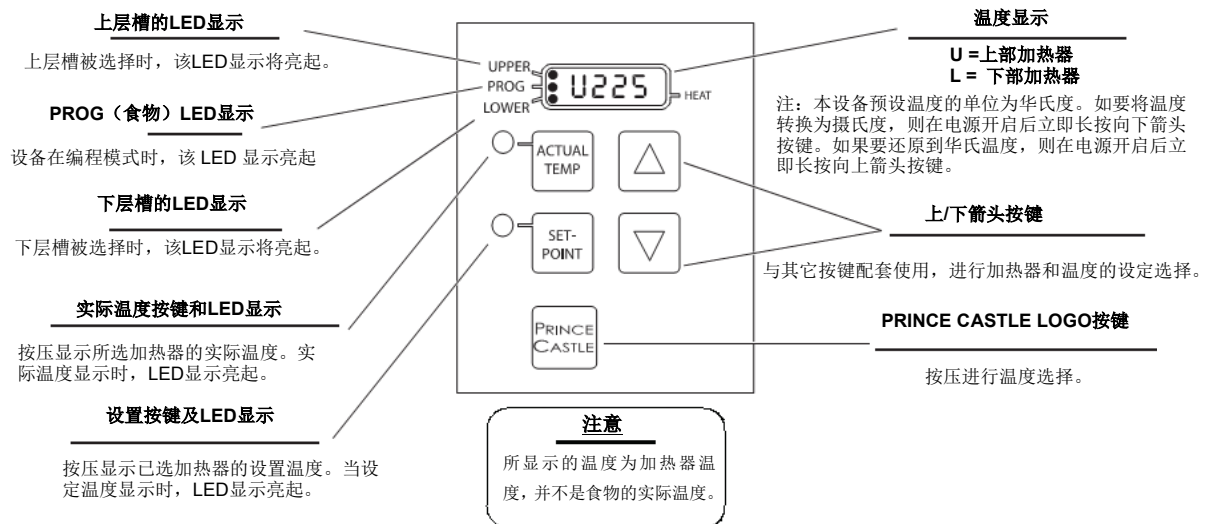 上层槽的LED显示
上层槽被选择时，该LED显示将亮起。
PROG（食物）LED显示
设备在编程模式时，该 LED 显示亮起
下层槽的LED显示
下层槽被选择时，该LED显示将亮起。
实际温度按键和LED显示
按压显示所选加热器的实际温度。实
际温度显示时，LED显示亮起。
设置按键及LED显示
按压显示已选加热器的设置温度。当设
定温度显示时，LED显示亮起。
UPPER
PROG
LOWER
U225
HEAT
ACTUAL
TEMP
SET-
POINT
PRINCE
CASTLE
注意
所显示的温度为加热器温
度，并不是食物的实际温度。
温度显示
U =上部加热器
L = 下部加热器
注：本设备预设温度的单位为华氏度。如要将温度
转换为摄氏度，则在电源开启后立即长按向下箭头
按键。如果要还原到华氏温度，则在电源开启后立
即长按向上箭头按键。
上/下箭头按键
与其它按键配套使用，进行加热器和温度的设定选择。
PRINCE CASTLE LOGO按键
按压进行温度选择。